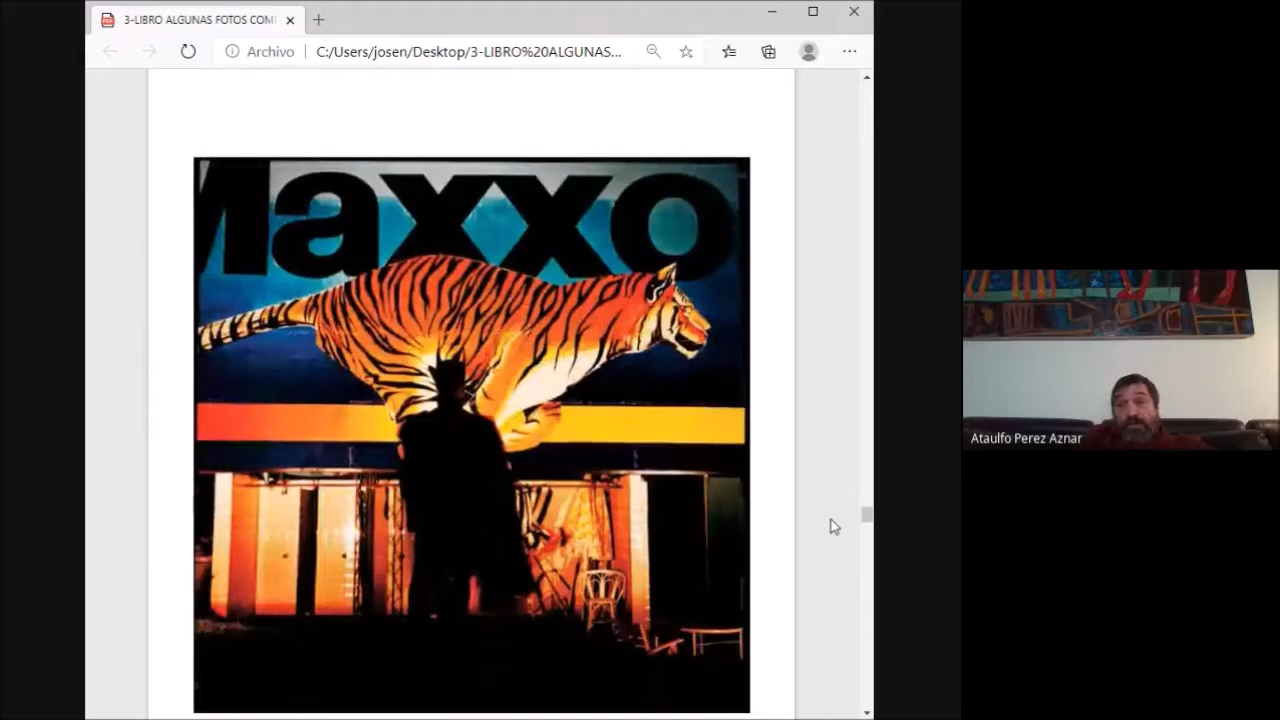 3-LIBRO ALGUNAS FOTOS COM
Archivo
C:/Users/josen/Desktop/3-LIBRO%20ALGUNAS...
Maxxo
Ataulfo Perez Aznar